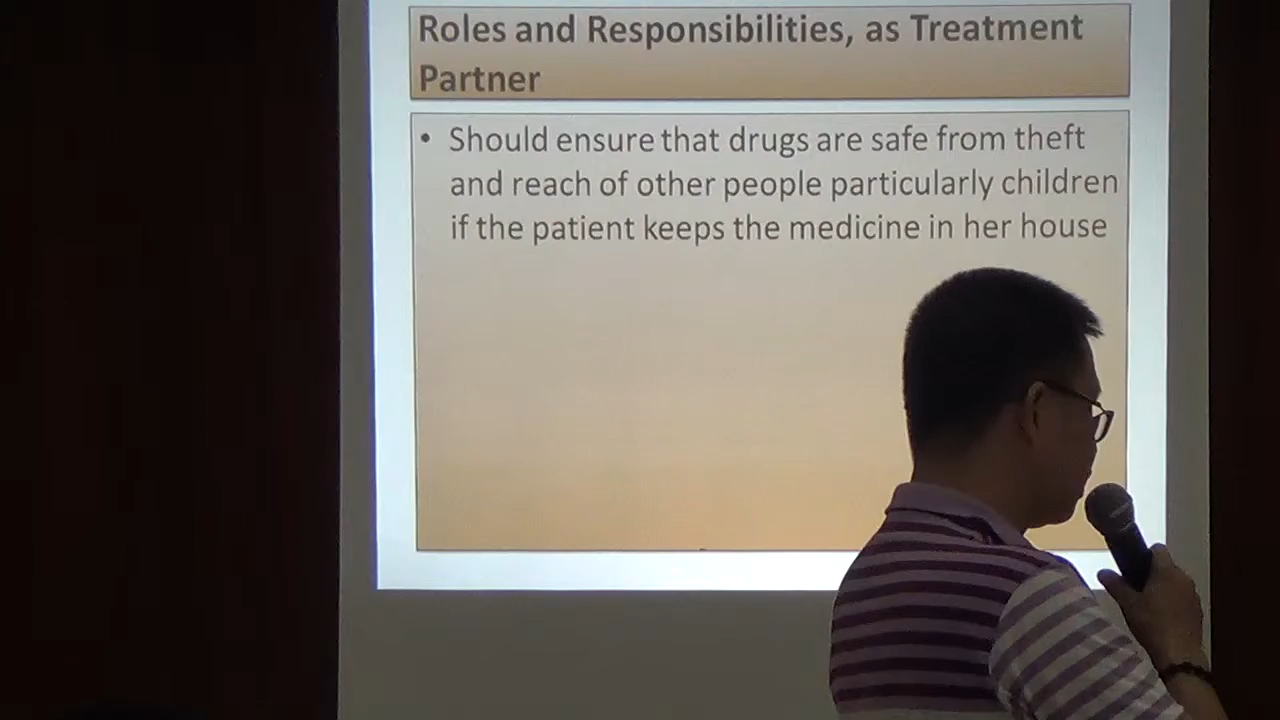 Roles and Responsibilities, as Treatment
Partner
• Should ensure that drugs are safe from theft
and reach of other people particularly children
if the patient keeps the medicine in her house